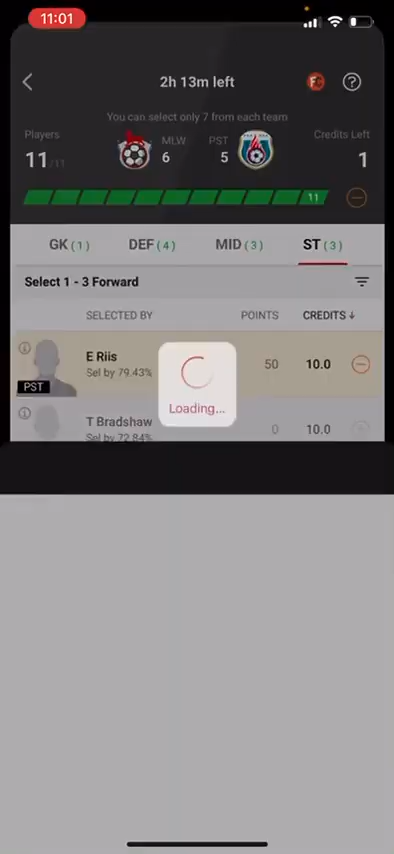 11:01
2h 13m left
FC
?
You can select only 7 from each team
Players
MLW
PST
Credits Left
11/11
6
5
1
11
GK (1)
DEF (4)
MID (3)
ST (3)
Select 1 - 3 Forward
SELECTED BY
POINTS
CREDITS ↓
E Riis
Sel by 79.43%
PST
50
10.0
Loading...
T Bradshaw
Sel by 72.84%
0
10.0